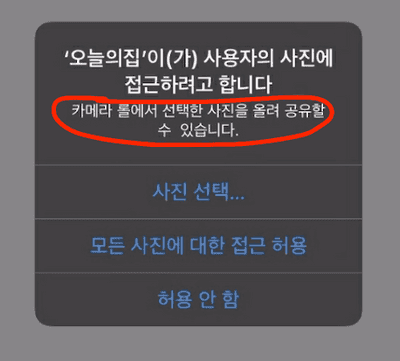 ‘오늘의집’이(가) 사용자의 사진에
접근하려고 합니다
카메라 롤에서 선택한 사진을 올려 공유할
수 있습니다.
사진 선택...
모든 사진에 대한 접근 허용
허용 안 함